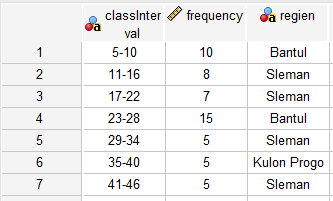 classInter
val frequency regien
1 5-10 10 Bantul
2 11-16 8 Sleman
3 17-22 7 Sleman
4 23-28 15 Bantul
5 29-34 5 Sleman
6 35-40 5 Kulon Progo
7 41-46 5 Sleman